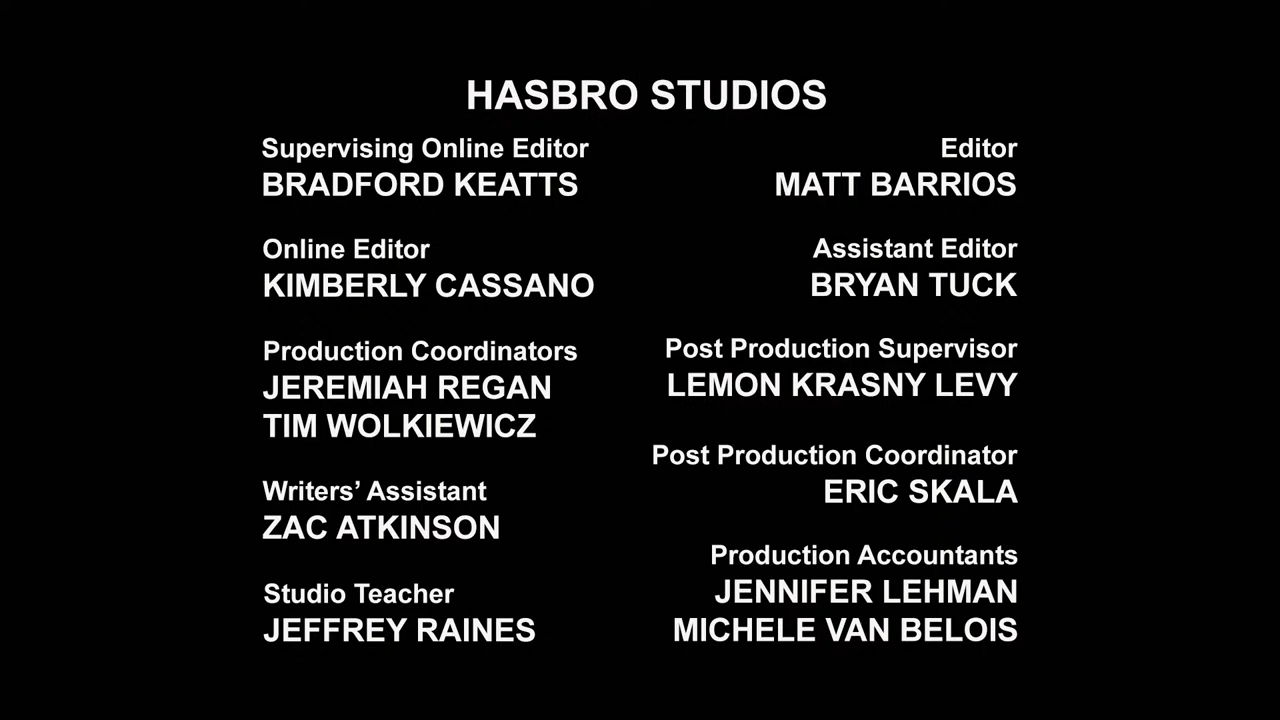 HASBRO STUDIOS
Supervising Online Editor
BRADFORD KEATTS
Online Editor
KIMBERLY CASSANO
Production Coordinators
JEREMIAH REGAN
TIM WOLKIEWICZ
Writers’ Assistant
ZAC ATKINSON
Studio Teacher
JEFFREY RAINES
Editor
MATT BARRIOS
Assistant Editor
BRYAN TUCK
Post Production Supervisor
LEMON KRASNY LEVY
Post Production Coordinator
ERIC SKALA
Production Accountants
JENNIFER LEHMAN
MICHELE VAN BELOIS